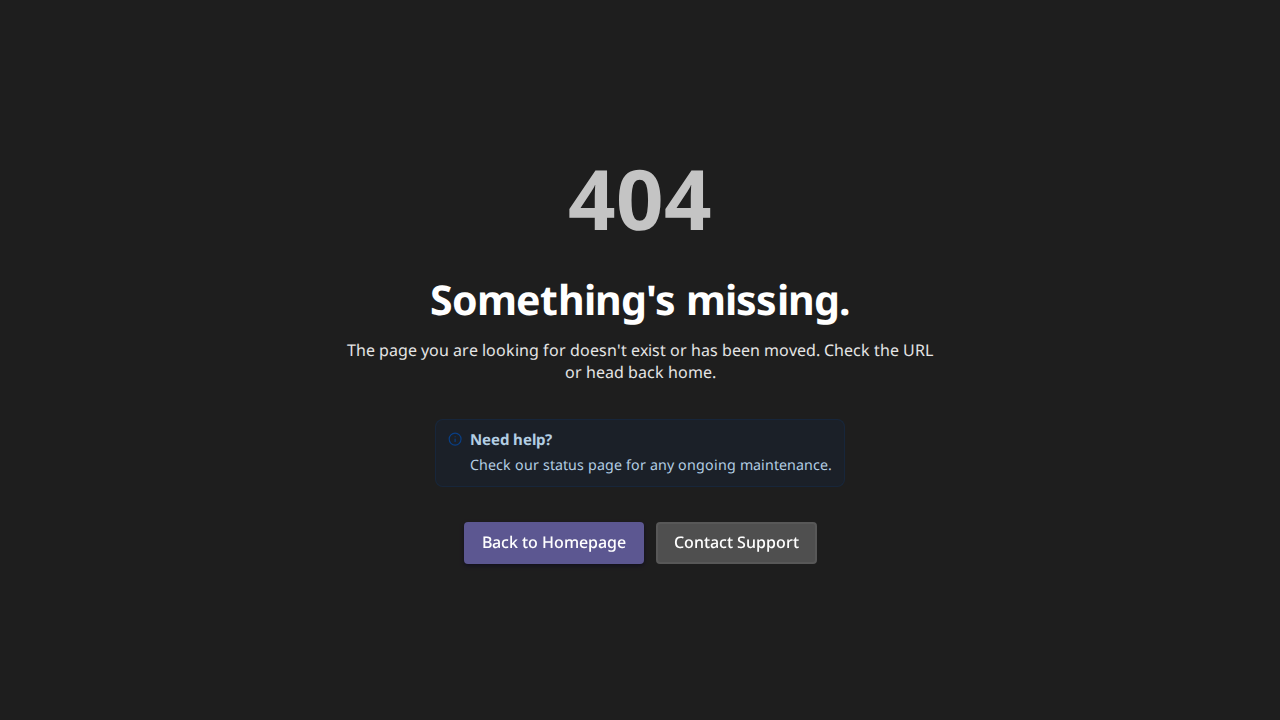 404
Something's missing.
The page you are looking for doesn't exist or has been moved. Check the URL
or head back home.
Need help?
Check our status page for any ongoing maintenance.
Back to Homepage
Contact Support